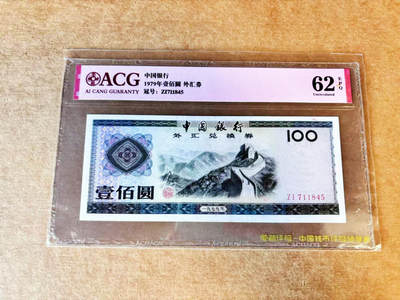 ACG
AI CANG GUARANTY
中国银行
1979年壹佰圆 外汇券
冠号: ZZ711845
62
EPQ
Uncirculated
中国银行
外汇兑换券
100
壹佰圆
ZI 711845
一九七九年